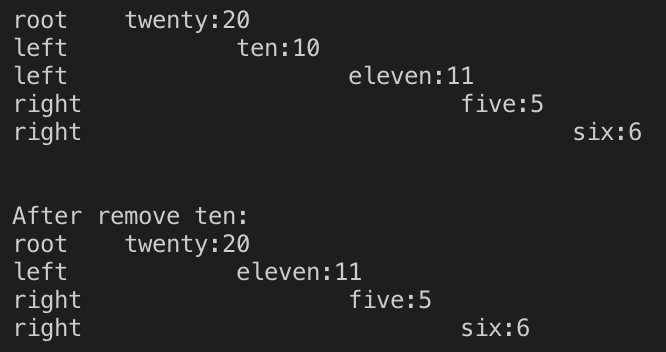 root    twenty:20
left            ten:10
left                    eleven:11
right                           five:5
right                                   six:6
After remove ten:
root    twenty:20
left            eleven:11
right                   five:5
right                           six:6